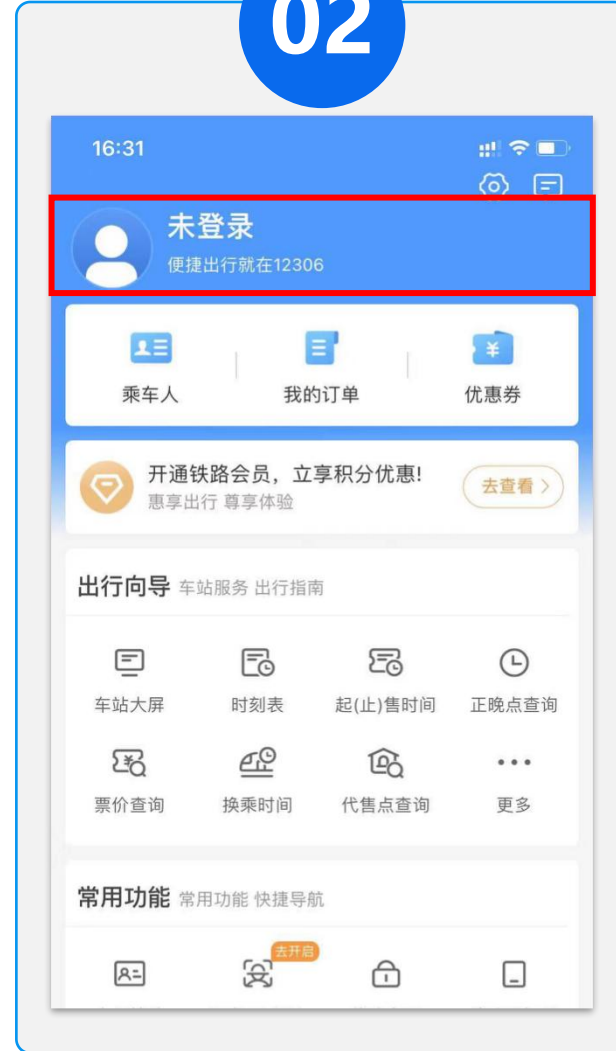 02
16:31
未登录
便捷出行就在12306
乘车人 我的订单 优惠券
开通铁路会员，立享积分优惠!
惠享出行 尊享体验
去查看
出行向导 车站服务 出行指南
车站大屏 时刻表 起(止)售时间 正晚点查询
票价查询 换乘时间 代售点查询 更多
常用功能 常用功能 快捷导航
去开启